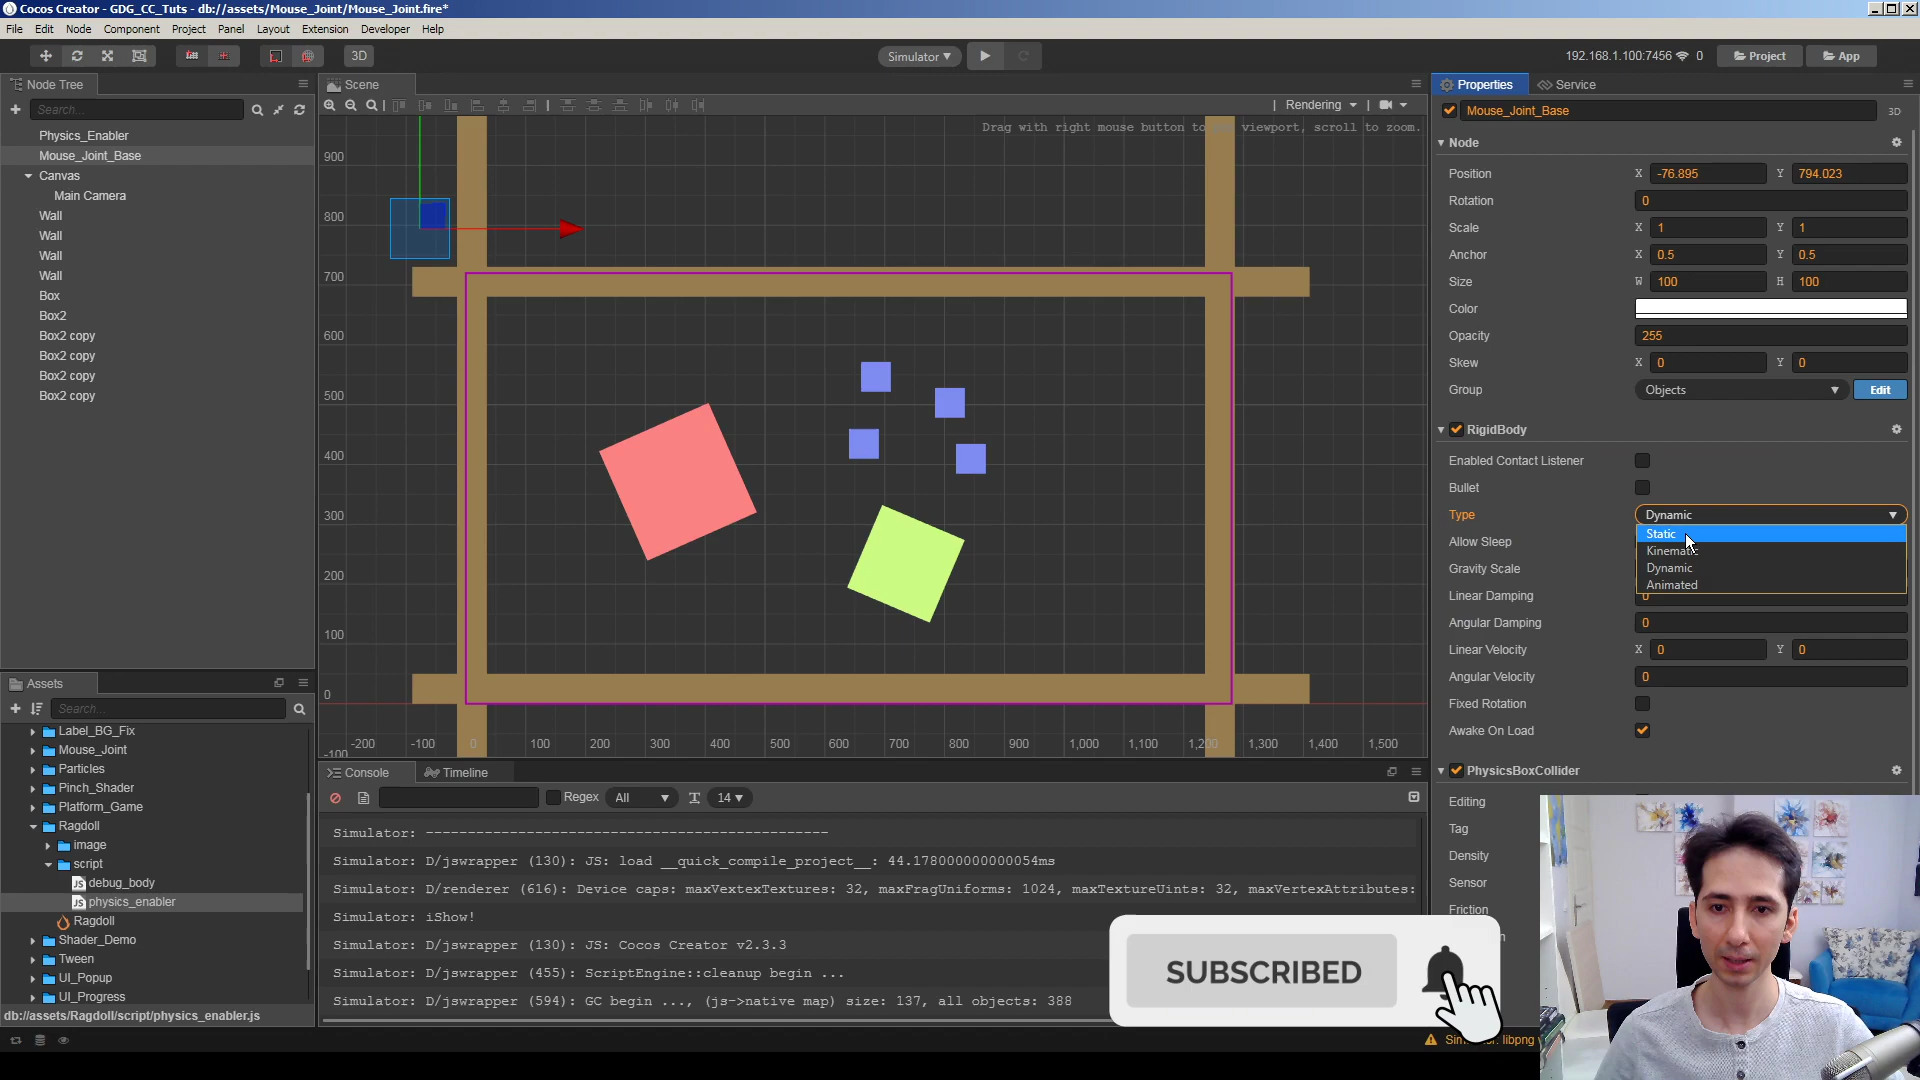 Cocos Creator - GDG_CC_Tuts - db://assets/Mouse_Joint/Mouse_Joint.fire*
File Edit Node Component Project Panel Layout Extension Developer Help
3D Simulator 192.168.1.100:7456 0 Project App
Node Tree
Search...
Physics_Enabler
Mouse_Joint_Base
Canvas
Main Camera
Wall
Wall
Wall
Wall
Box
Box2
Box2 copy
Box2 copy
Box2 copy
Box2 copy
Assets
Search...
Label_BG_Fix
Mouse_Joint
Particles
Pinch_Shader
Platform_Game
Ragdoll
image
script
debug_body
physics_enabler
Ragdoll
Shader_Demo
Tween
UI_Popup
UI_Progress
db://assets/Ragdoll/script/physics_enabler.js
Scene
Rendering
Drag with right mouse button to viewport, scroll to zoom.
900
800
700
600
500
400
300
200
100
0
-100
-200 -100 0 100 200 300 400 500 600 700 800 900 1,000 1,100 1,200 1,300 1,400 1,500
Console Timeline
Regex All 14
Simulator: ------------------------------------------------
Simulator: D/jswrapper (130): JS: load __quick_compile_project__: 44.178000000000054ms
Simulator: D/renderer (616): Device caps: maxVextexTextures: 32, maxFragUniforms: 1024, maxTextureUints: 32, maxVertexAttributes:
Simulator: iShow!
Simulator: D/jswrapper (130): JS: Cocos Creator v2.3.3
Simulator: D/jswrapper (455): ScriptEngine::cleanup begin ...
Simulator: D/jswrapper (594): GC begin ..., (js->native map) size: 137, all objects: 388
Properties Service
Mouse_Joint_Base 3D
Node
Position X -76.895 Y 794.023
Rotation 0
Scale X 1 Y 1
Anchor X 0.5 Y 0.5
Size W 100 H 100
Color
Opacity 255
Skew X 0 Y 0
Group Objects Edit
RigidBody
Enabled Contact Listener
Bullet
Type Dynamic
Static
Kinematic
Dynamic
Animated
Allow Sleep
Gravity Scale
Linear Damping 0
Angular Damping 0
Linear Velocity X 0 Y 0
Angular Velocity 0
Fixed Rotation
Awake On Load
PhysicsBoxCollider
Editing
Tag
Density
Sensor
Friction
SUBSCRIBED
libpng